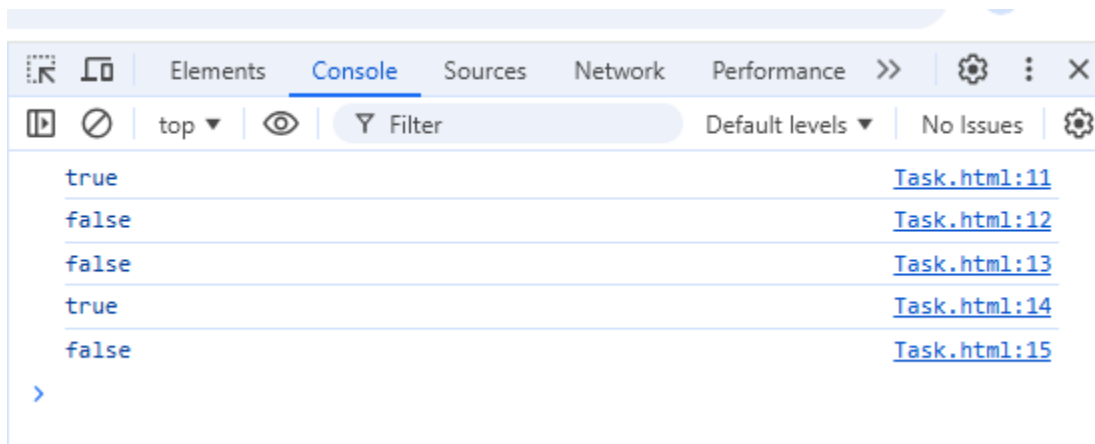 Elements Console Sources Network Performance
top Filter Default levels No Issues
true Task.html:11
false Task.html:12
false Task.html:13
true Task.html:14
false Task.html:15